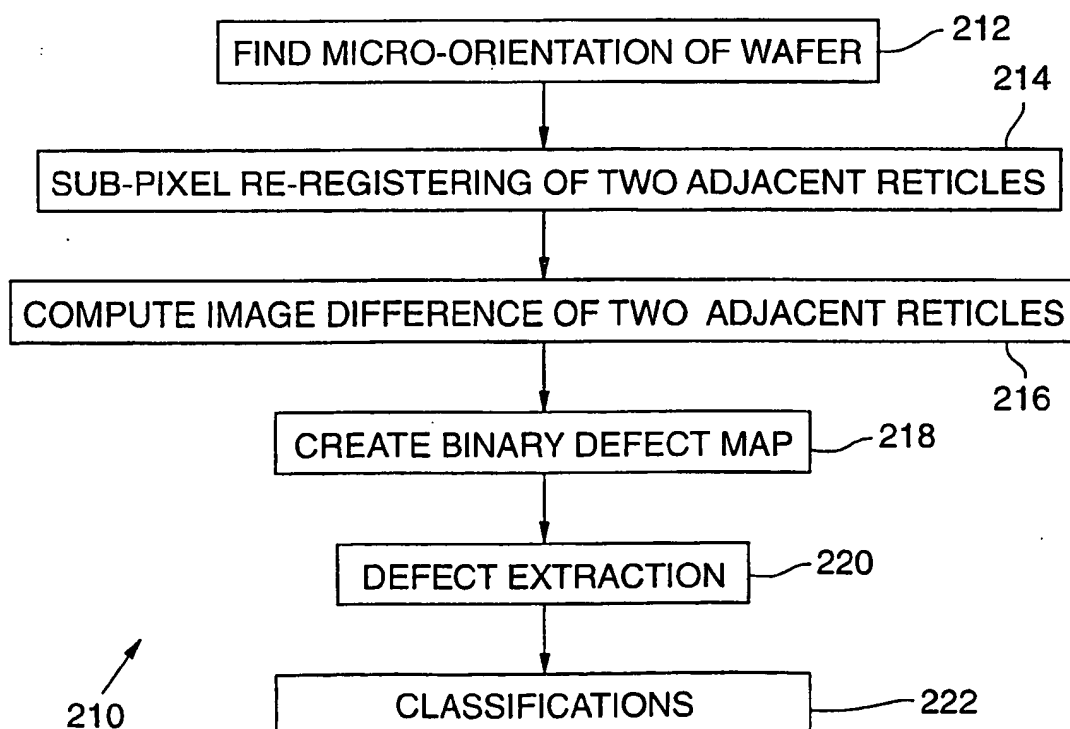 FIND MICRO-ORIENTATION OF WAFER
212
214
SUB-PIXEL RE-REGISTERING OF TWO ADJACENT RETICLES
COMPUTE IMAGE DIFFERENCE OF TWO ADJACENT RETICLES
216
CREATE BINARY DEFECT MAP
218
DEFECT EXTRACTION
220
CLASSIFICATIONS
222
210